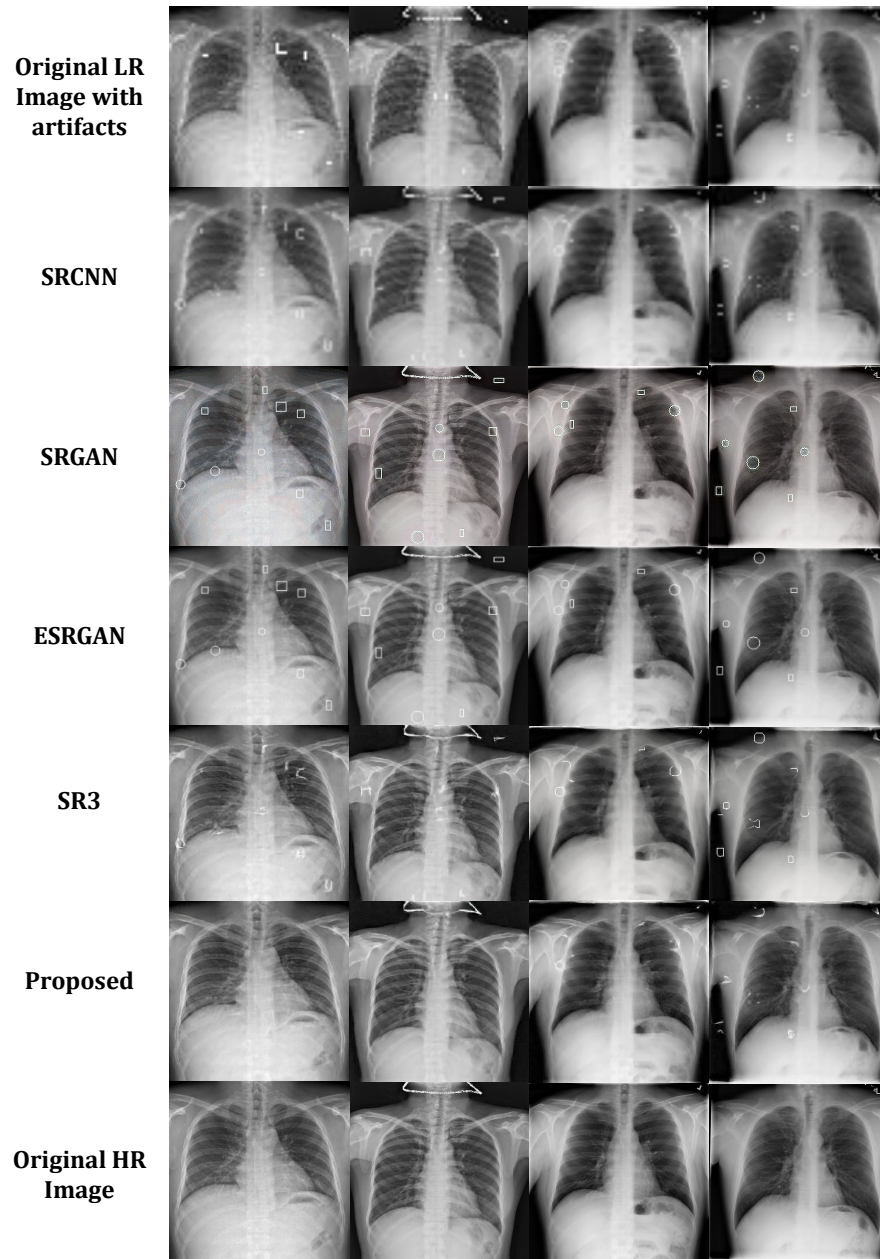 Original LR
Image with
artifacts
SRCNN
SRGAN
ESRGAN
SR3
Proposed
Original HR
Image